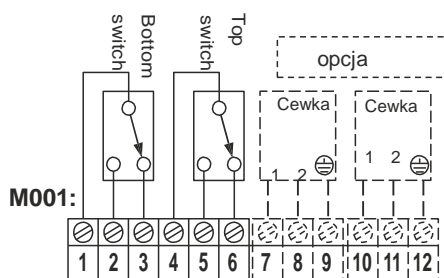 Bottom
switch
Top
switch
opcja
Cewka
Cewka
1 2
1 2
M001:
1 2 3 4 5 6 7 8 9 10 11 12